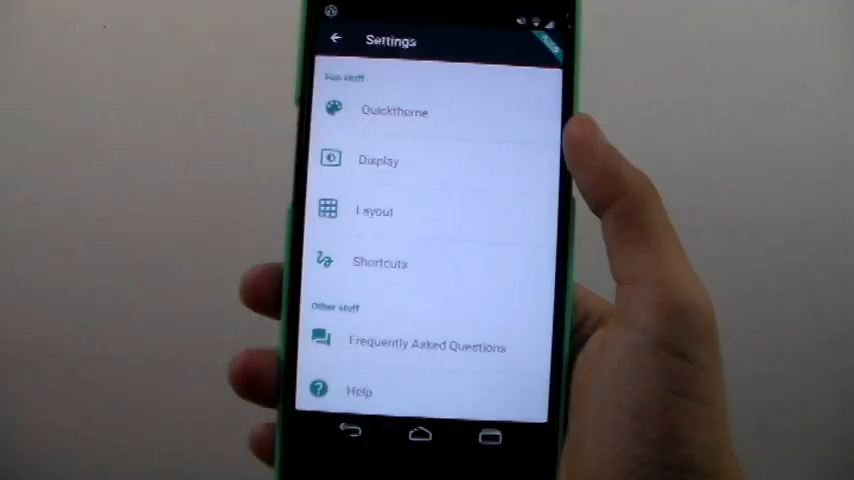 Settings
Fun stuff
Quicktheme
Display
Layout
Shortcuts
Other stuff
Frequently Asked Questions
Help